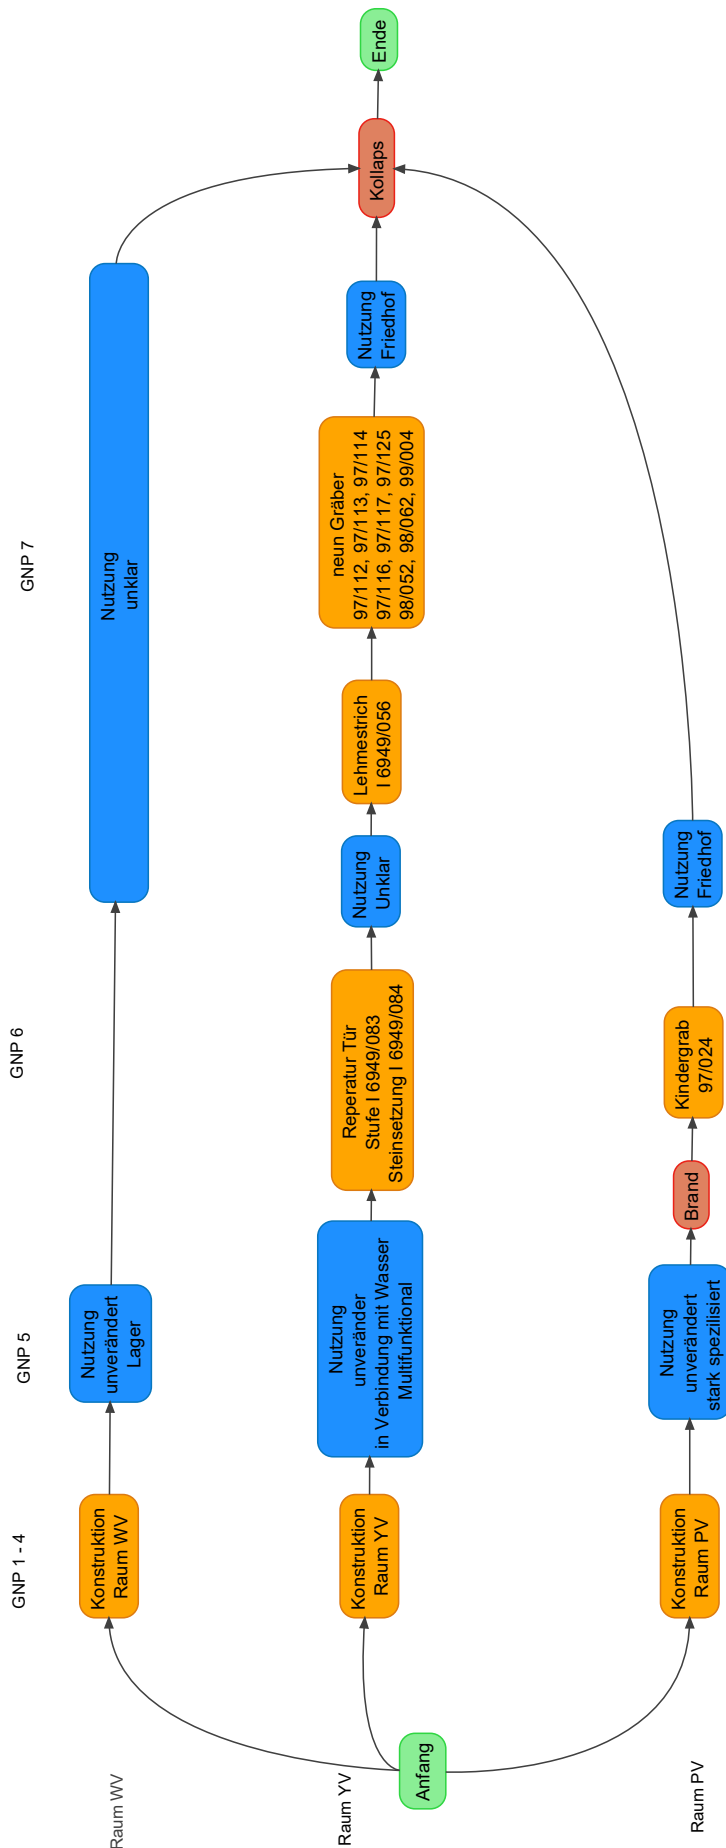 GNP 1 - 4
GNP 5
GNP 6
GNP 7
Raum WV
Konstruktion
Raum WV
Nutzung
unverändert
Lager
Nutzung
unklar
Raum YV
Anfang
Konstruktion
Raum YV
Nutzung
unveränder
in Verbindung mit Wasser
Multifunktional
Reperatur Tür
Stufe I 6949/083
Steinsetzung I 6949/084
Nutzung
Unklar
Lehmestrich
I 6949/056
neun Gräber
97/112, 97/113, 97/114
97/116, 97/117, 97/125
98/052, 98/062, 99/004
Nutzung
Friedhof
Kollaps
Ende
Raum PV
Konstruktion
Raum PV
Nutzung
unverändert
stark spezilisiert
Brand
Kindergrab
97/024
Nutzung
Friedhof